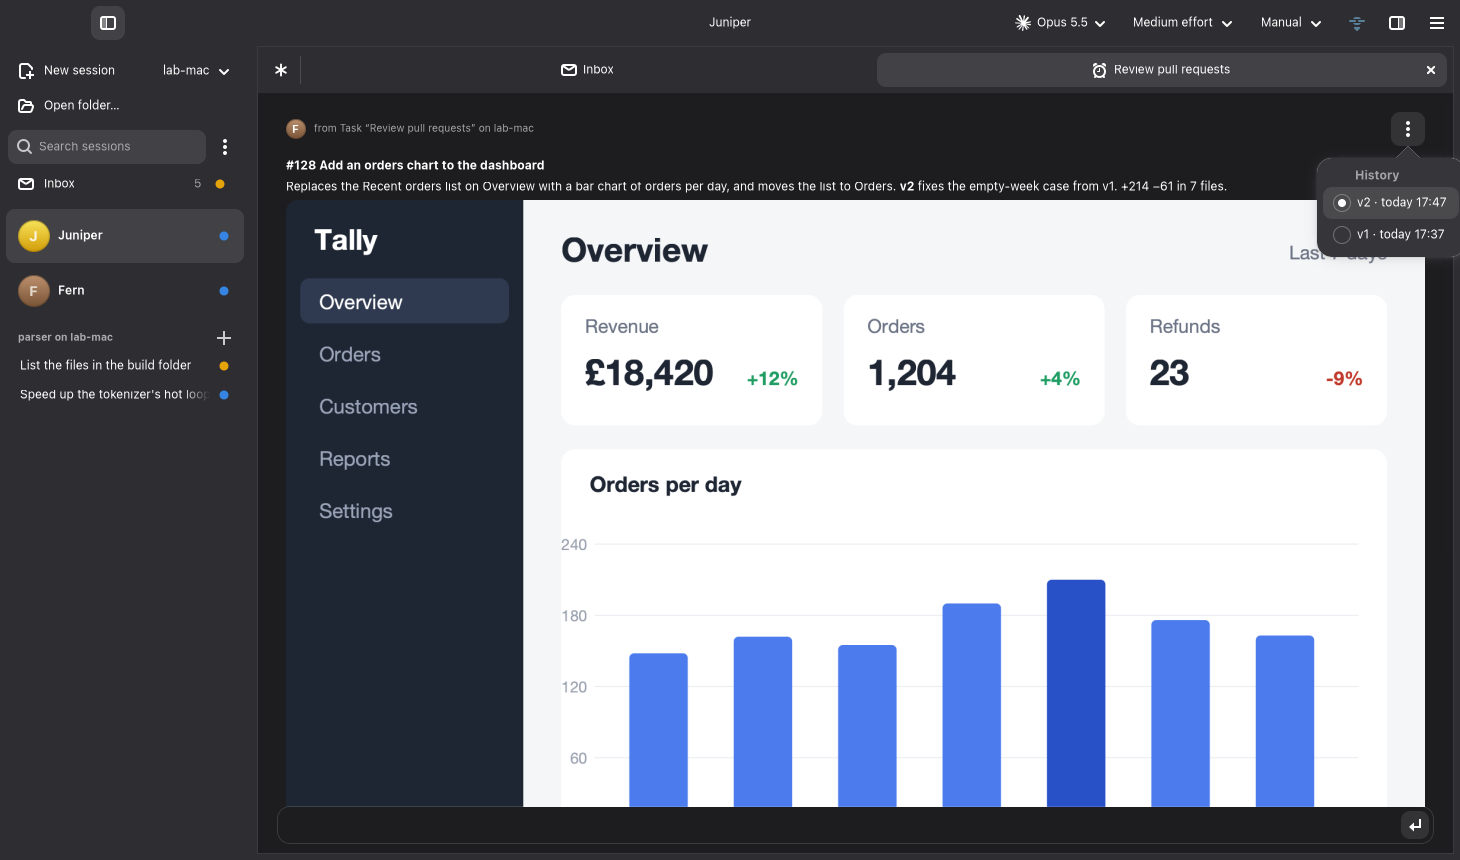 Juniper
Opus 5.5
Medium effort
Manual
New session
lab-mac
Open folder...
Search sessions
Inbox
5
J
Juniper
F
Fern
parser on lab-mac
List the files in the build folder
Speed up the tokenizer's hot loop
Inbox
Review pull requests
F
from Task “Review pull requests” on lab-mac
#128 Add an orders chart to the dashboard
Replaces the Recent orders list on Overview with a bar chart of orders per day, and moves the list to Orders. v2 fixes the empty-week case from v1. +214 −61 in 7 files.
History
v2 · today 17:47
v1 · today 17:37
Tally
Overview
Orders
Customers
Reports
Settings
Overview
Last 7 days
Revenue
£18,420
+12%
Orders
1,204
+4%
Refunds
23
-9%
Orders per day
240
180
120
60